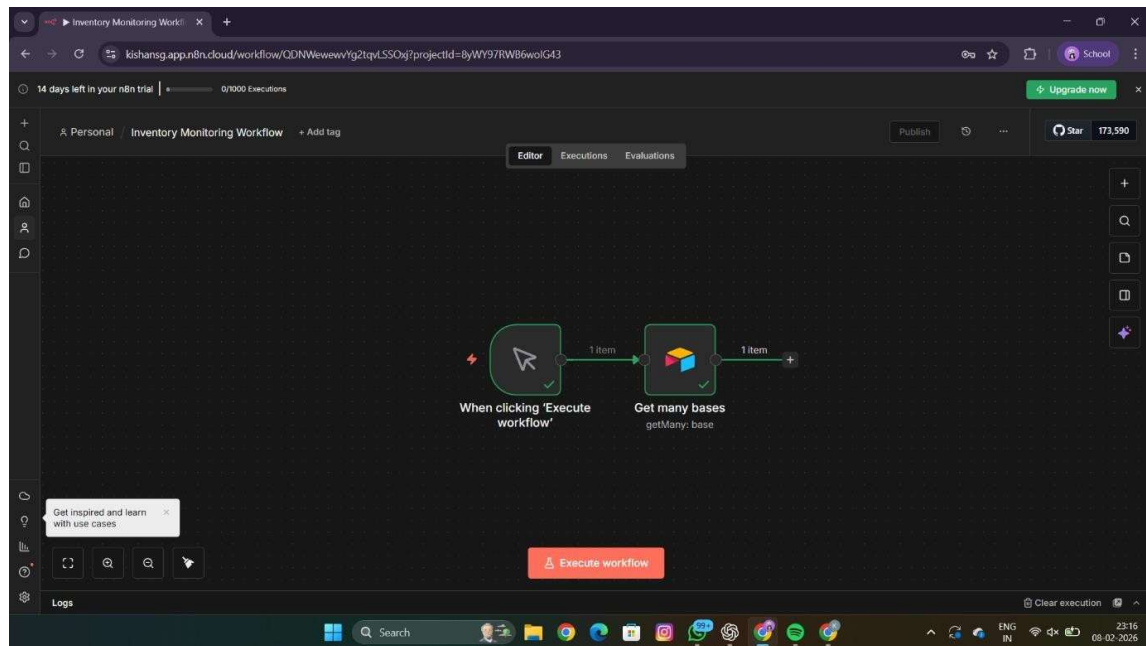 Inventory Monitoring Workfl
kishansg.app.n8n.cloud/workflow/QDNWewewvYg2tqvLSSOxj?projectId=8yWY97RWB6wolG43
School
14 days left in your n8n trial
0/1000 Executions
Upgrade now
Personal / Inventory Monitoring Workflow + Add tag
Publish
Star 173,590
Editor Executions Evaluations
1 item
1 item
When clicking 'Execute
workflow'
Get many bases
getMany: base
Get inspired and learn
with use cases
Execute workflow
Logs
Clear execution
Search
99+
ENG
IN
23:16
08-02-2026